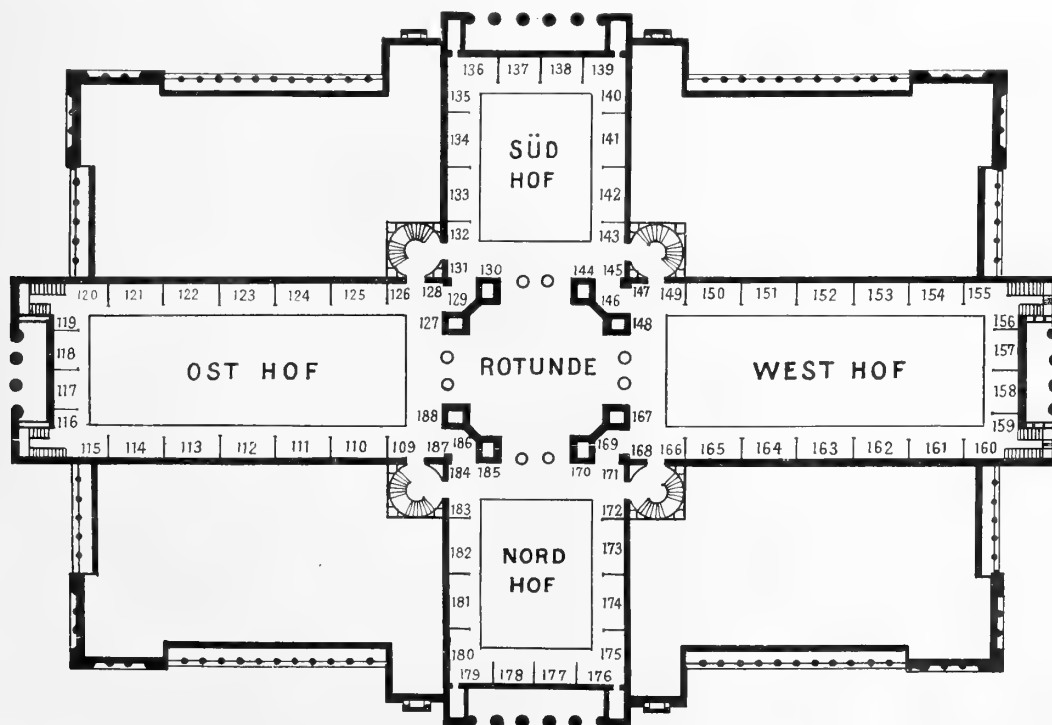 136 137 138 139
135 140
134 SÜD 141
HOF
133 142
132 143
131 130 144 145
120 121 122 123 124 125 126 128 129 146 147 149 150 151 152 153 154 155
119 127 148 156
118 OST HOF ROTUNDE WEST HOF 157
117 158
116 188 167 159
115 114 113 112 111 110 109 187 186 169 168 166 165 164 163 162 161 160
184 185 170 171
183 172
182 NORD 173
HOF
181 174
180 175
179 178 177 176